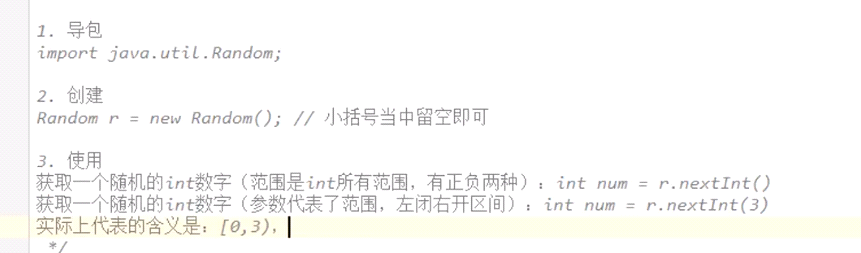 1. 导包
import java.util.Random;
2. 创建
Random r = new Random(); // 小括号当中留空即可
3. 使用
获取一个随机的int数字（范围是int所有范围，有正负两种）：int num = r.nextInt()
获取一个随机的int数字（参数代表了范围，左闭右开区间）：int num = r.nextInt(3)
实际上代表的含义是：[0,3)，
*/